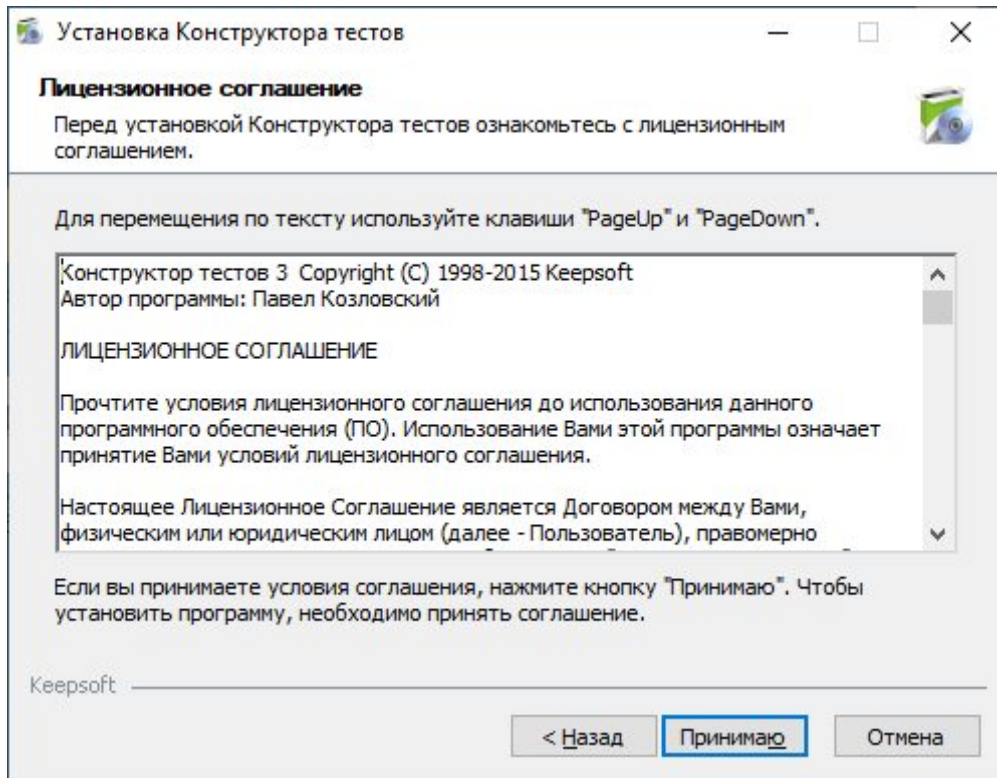 Установка Конструктора тестов
Лицензионное соглашение
Перед установкой Конструктора тестов ознакомьтесь с лицензионным
соглашением.
Для перемещения по тексту используйте клавиши "PageUp" и "PageDown".
Конструктор тестов 3 Copyright (C) 1998-2015 Keepsoft
Автор программы: Павел Козловский
ЛИЦЕНЗИОННОЕ СОГЛАШЕНИЕ
Прочтите условия лицензионного соглашения до использования данного
программного обеспечения (ПО). Использование Вами этой программы означает
принятие Вами условий лицензионного соглашения.
Настоящее Лицензионное Соглашение является Договором между Вами,
физическим или юридическим лицом (далее - Пользователь), правомерно
Если вы принимаете условия соглашения, нажмите кнопку "Принимаю". Чтобы
установить программу, необходимо принять соглашение.
Keepsoft
< Назад
Принимаю
Отмена